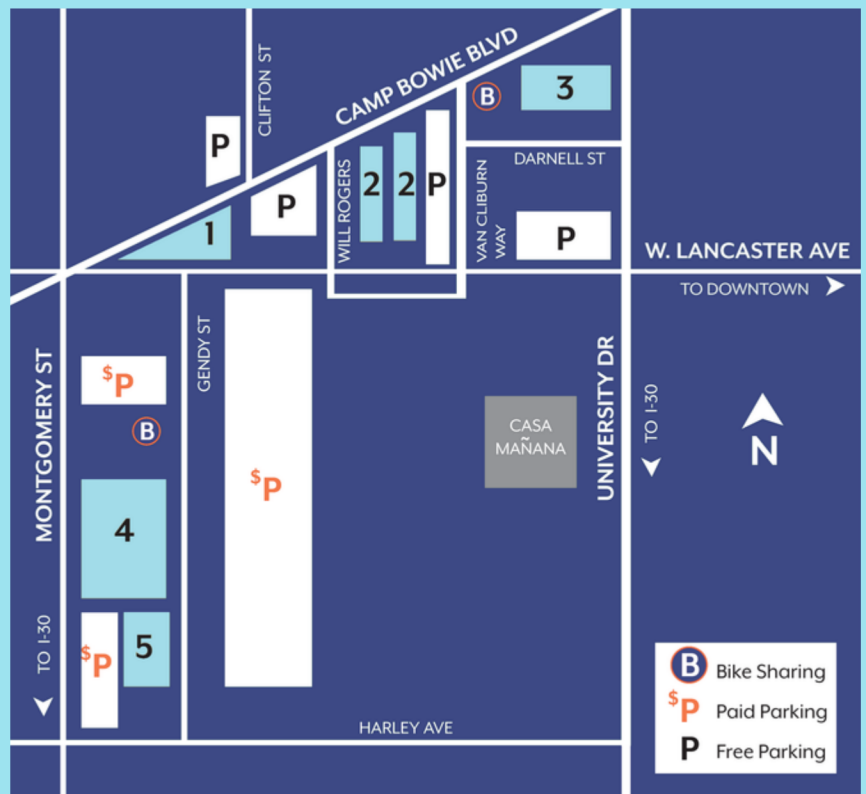 CLIFTON ST
CAMP BOWIE BLVD
B
3
P
2
2
P
WILL ROGERS
DARNELL ST
P
1
VAN CLIBURN
WAY
P
W. LANCASTER AVE
TO DOWNTOWN
MONTGOMERY ST
GENDY ST
$P
B
UNIVERSITY DR
TO I-30
CASA
MAÑANA
N
$P
4
5
$P
TO I-30
HARLEY AVE
B Bike Sharing
$P Paid Parking
P Free Parking